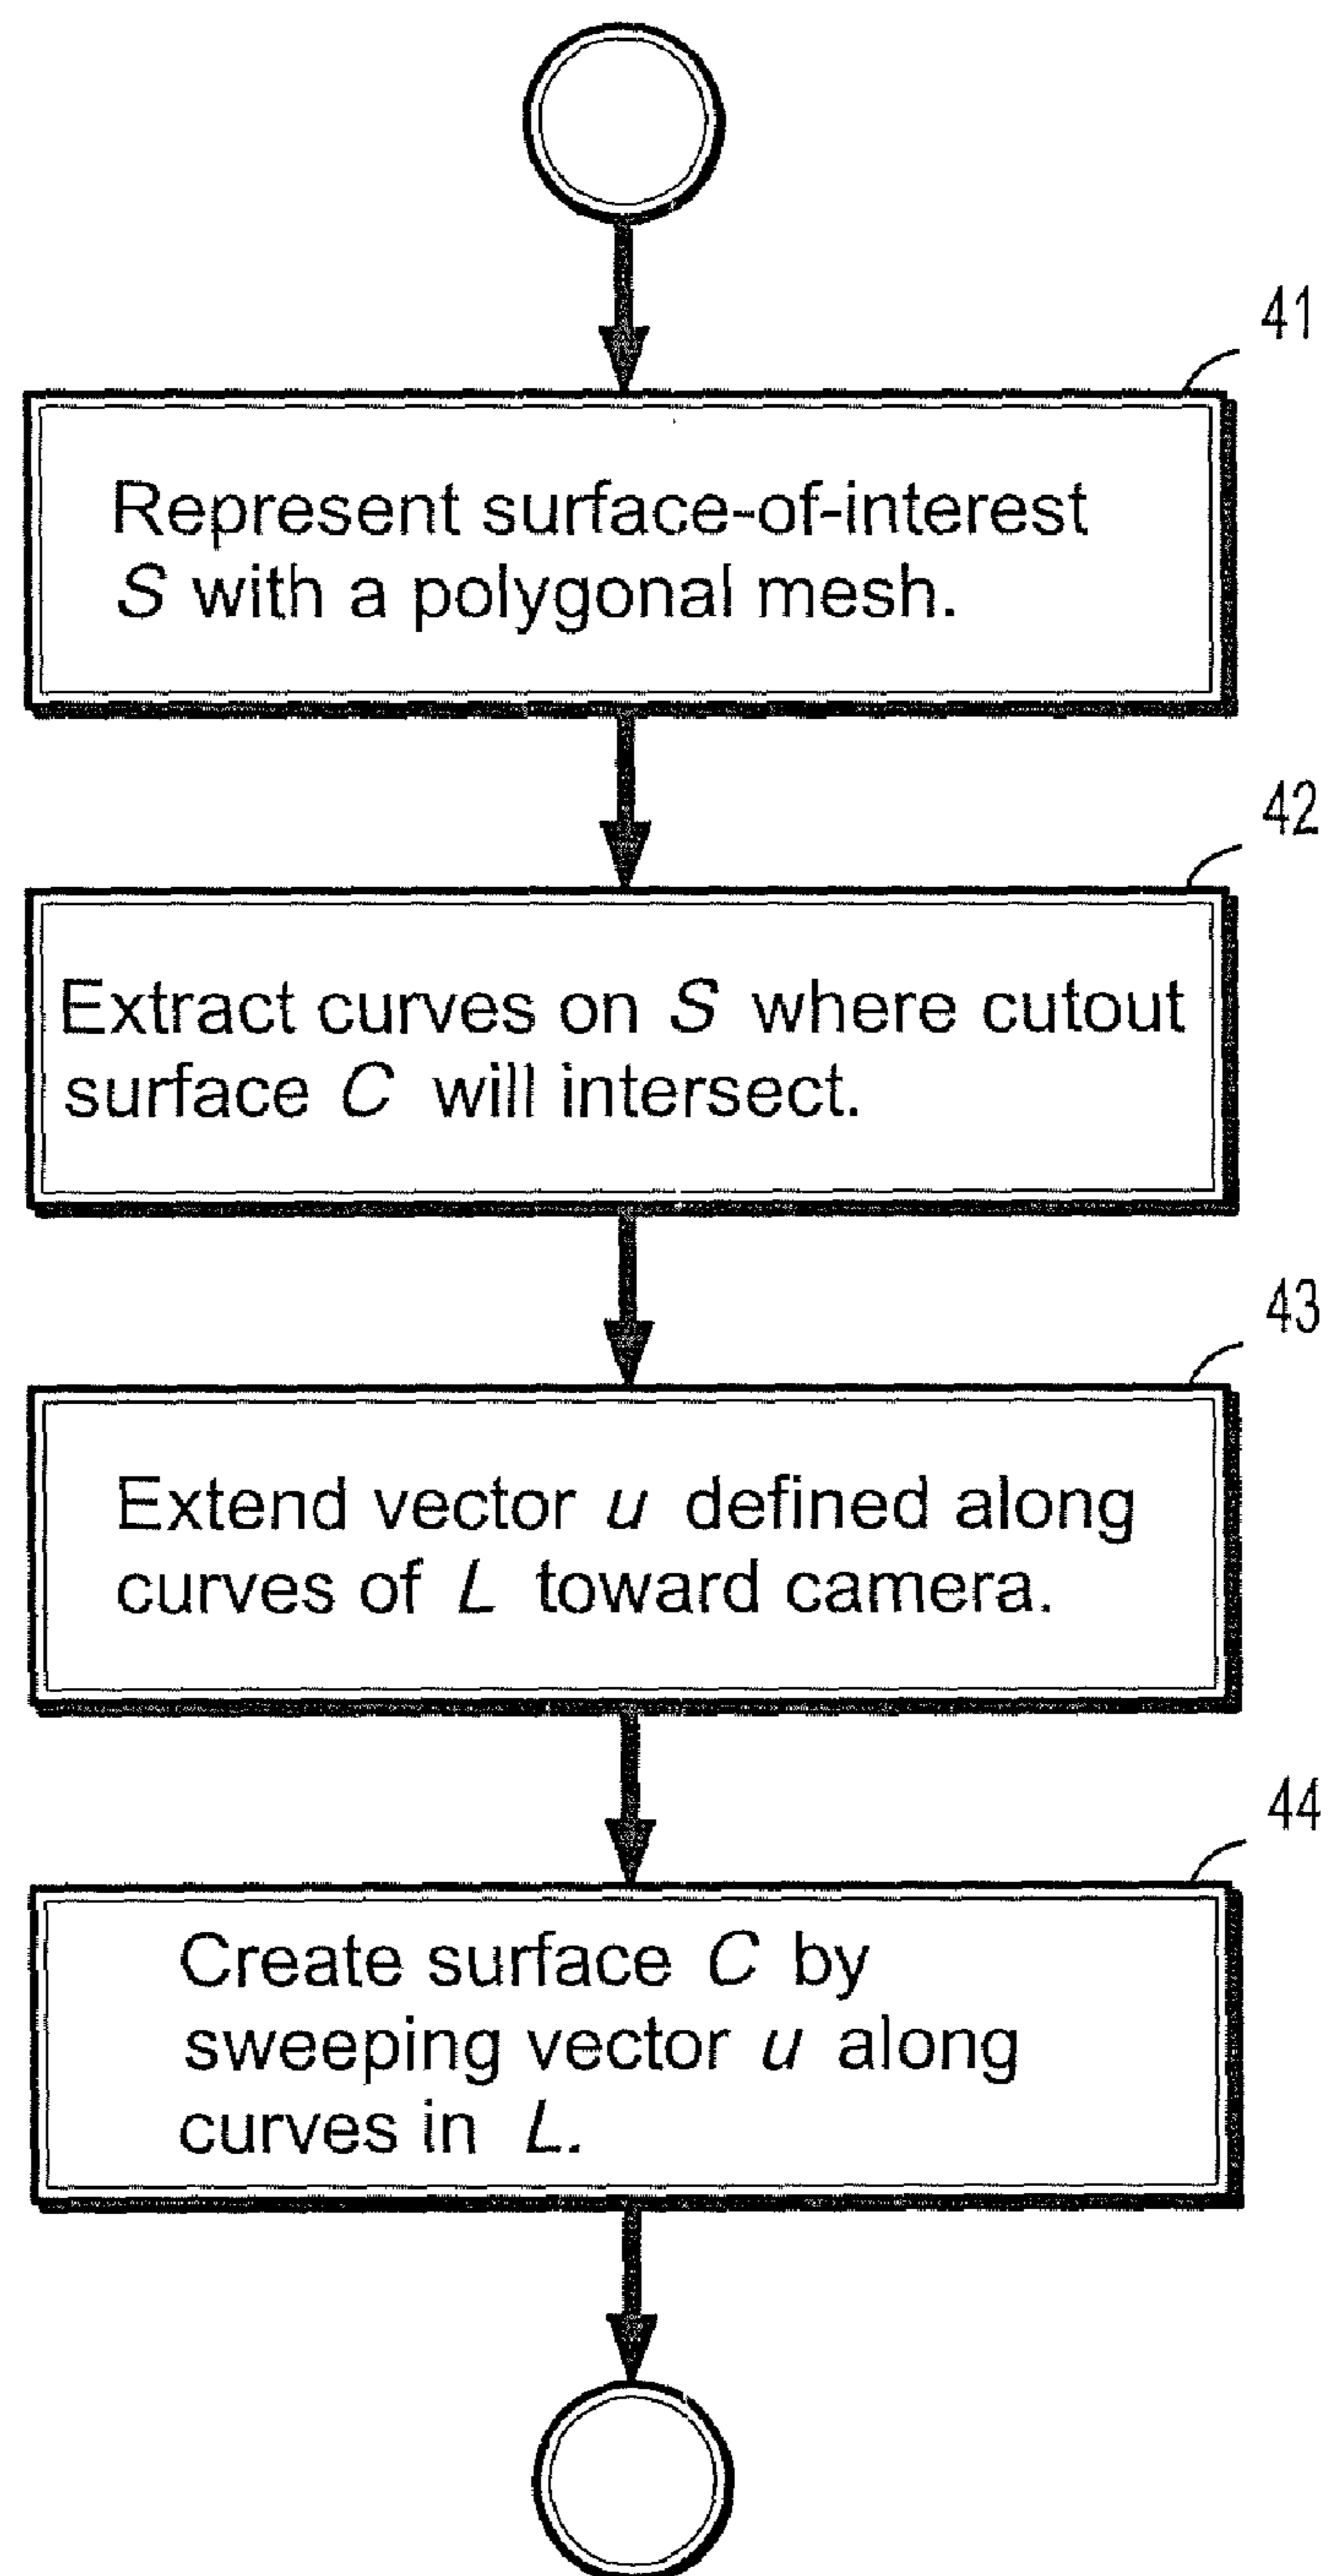 41
Represent surface-of-interest
S with a polygonal mesh.
42
Extract curves on S where cutout
surface C will intersect.
43
Extend vector u defined along
curves of L toward camera.
44
Create surface C by
sweeping vector u along
curves in L.